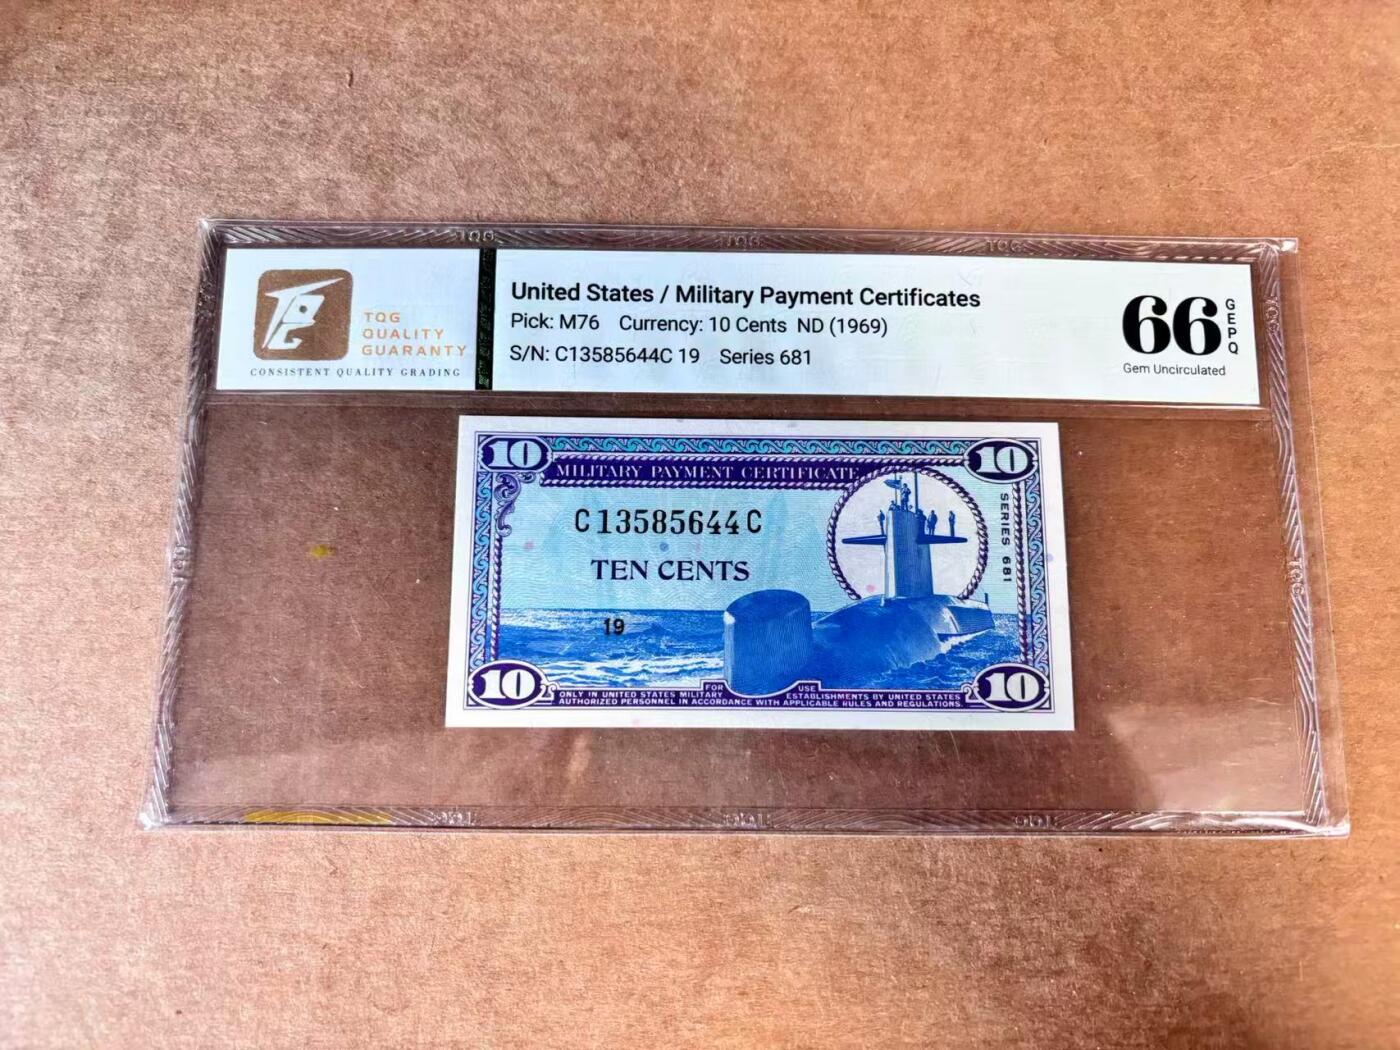 TQG
QUALITY
GUARANTY
CONSISTENT QUALITY GRADING
United States / Military Payment Certificates
Pick: M76 Currency: 10 Cents ND (1969)
S/N: C13585644C 19 Series 681
66
GEPQ
Gem Uncirculated
10
MILITARY PAYMENT CERTIFICATE
10
C13585644C
SERIES 681
TEN CENTS
19
10
FOR USE
ONLY IN UNITED STATES MILITARY ESTABLISHMENTS BY UNITED STATES
AUTHORIZED PERSONNEL IN ACCORDANCE WITH APPLICABLE RULES AND REGULATIONS.
10
TQG
TQG
TQG